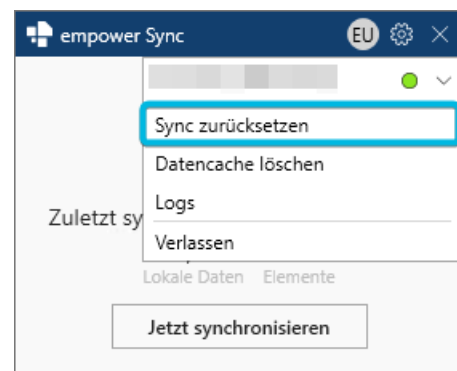 empower Sync EU
Sync zurücksetzen
Datencache löschen
Logs
Zuletzt sy
Verlassen
Lokale Daten Elemente
Jetzt synchronisieren